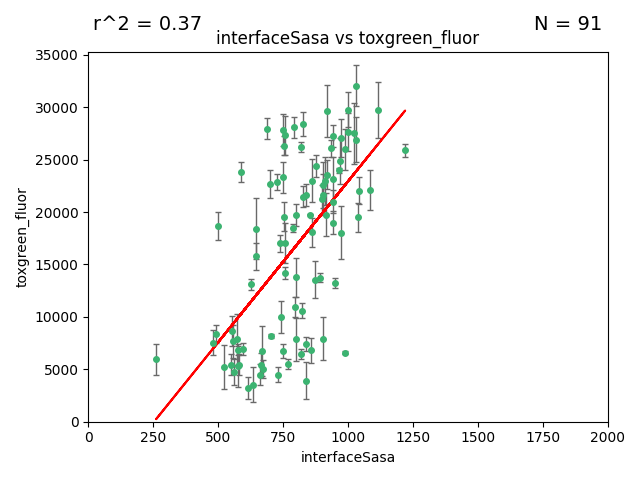 r^2 = 0.37
N = 91
interfaceSasa vs toxgreen_fluor
35000
30000
25000
20000
15000
10000
5000
0
toxgreen_fluor
0 250 500 750 1000 1250 1500 1750 2000
interfaceSasa